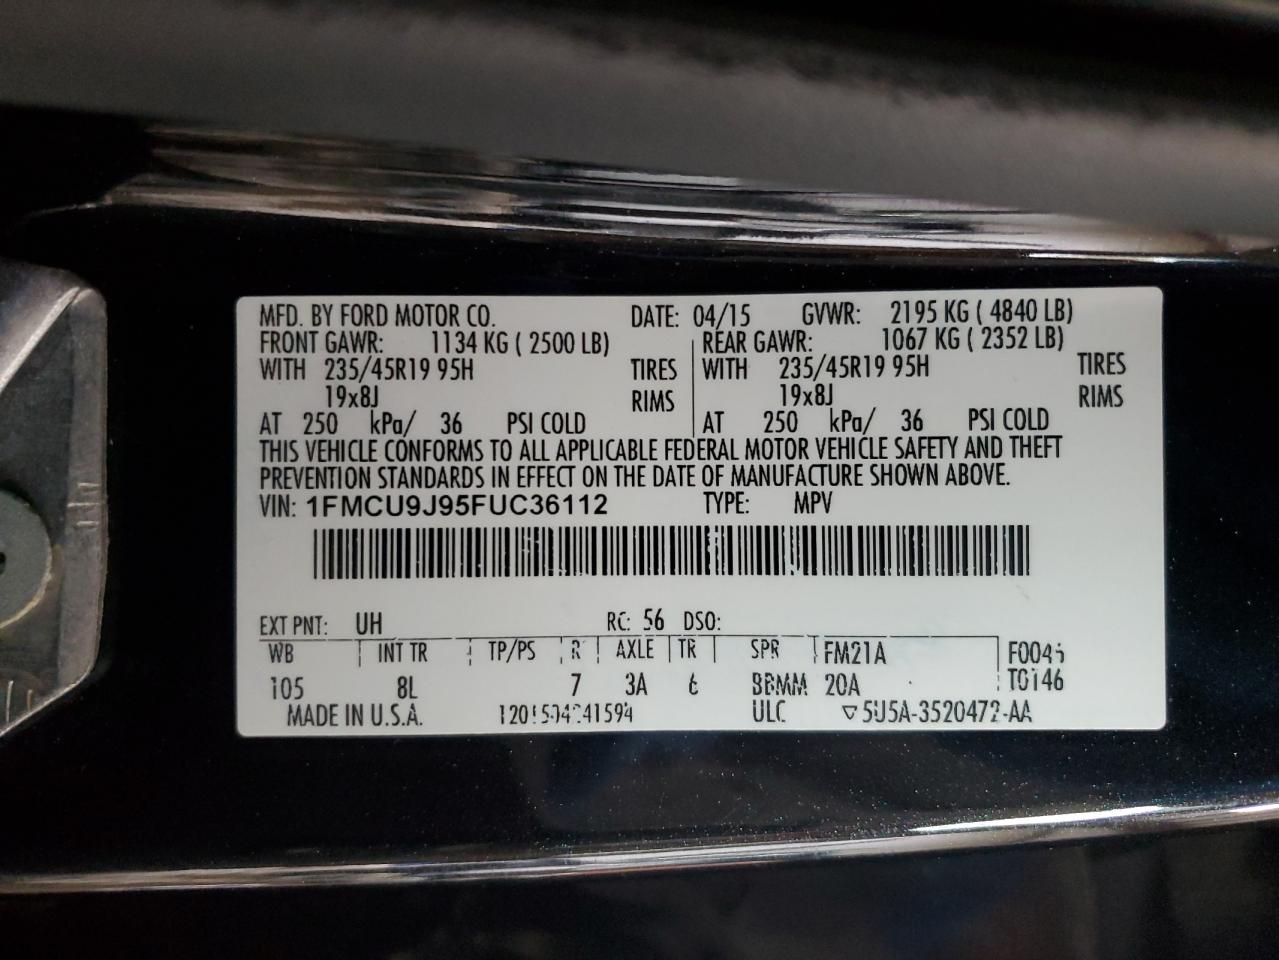 MFD. BY FORD MOTOR CO. DATE: 04/15 GVWR: 2195 KG ( 4840 LB)
FRONT GAWR: 1134 KG ( 2500 LB) REAR GAWR: 1067 KG ( 2352 LB)
WITH 235/45R19 95H TIRES WITH 235/45R19 95H TIRES
19x8J RIMS 19x8J RIMS
AT 250 kPa/ 36 PSI COLD AT 250 kPa/ 36 PSI COLD
THIS VEHICLE CONFORMS TO ALL APPLICABLE FEDERAL MOTOR VEHICLE SAFETY AND THEFT
PREVENTION STANDARDS IN EFFECT ON THE DATE OF MANUFACTURE SHOWN ABOVE.
VIN: 1FMCU9J95FUC36112 TYPE: MPV
EXT PNT: UH RC: 56 DSO:
WB INT TR TP/PS R AXLE TR SPR FM21A F0045
105 8L 7 3A 6 20A T0146
MADE IN U.S.A. ULC 5U5A-3520472-AA